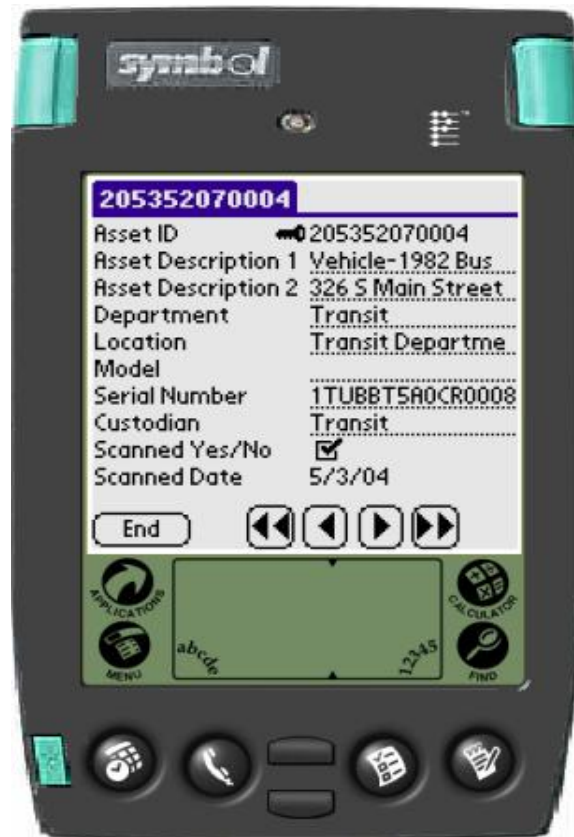 symbol
205352070004
Asset ID 205352070004
Asset Description 1 Vehicle-1982 Bus
Asset Description 2 326 S Main Street
Department Transit
Location Transit Departme
Model
Serial Number 1TUBBT5A0CR0008
Custodian Transit
Scanned Yes/No
Scanned Date 5/3/04
End
APPLICATIONS
CALCULATOR
abcde
12345
MENU
FIND